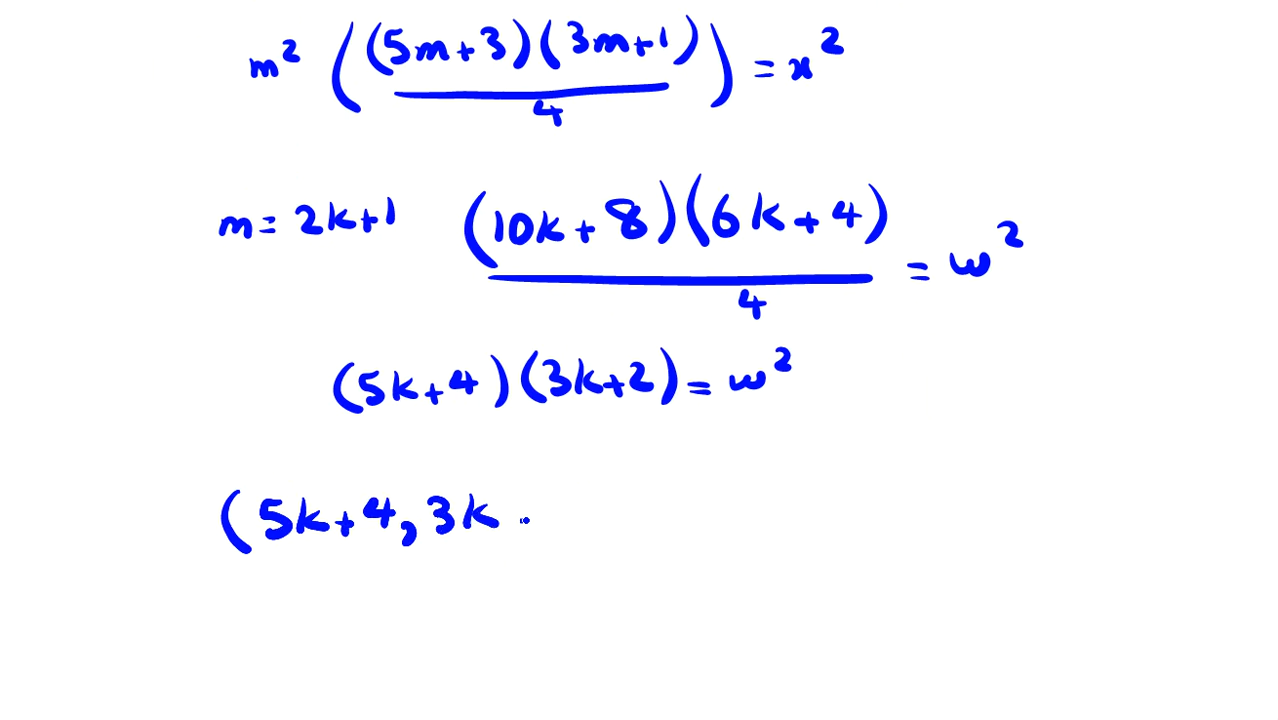 m² ( (5m+3)(3m+1) / 4 ) = x²
m = 2k+1 (10k+8)(6k+4) / 4 = w²
(5k+4)(3k+2) = w²
(5k+4, 3k